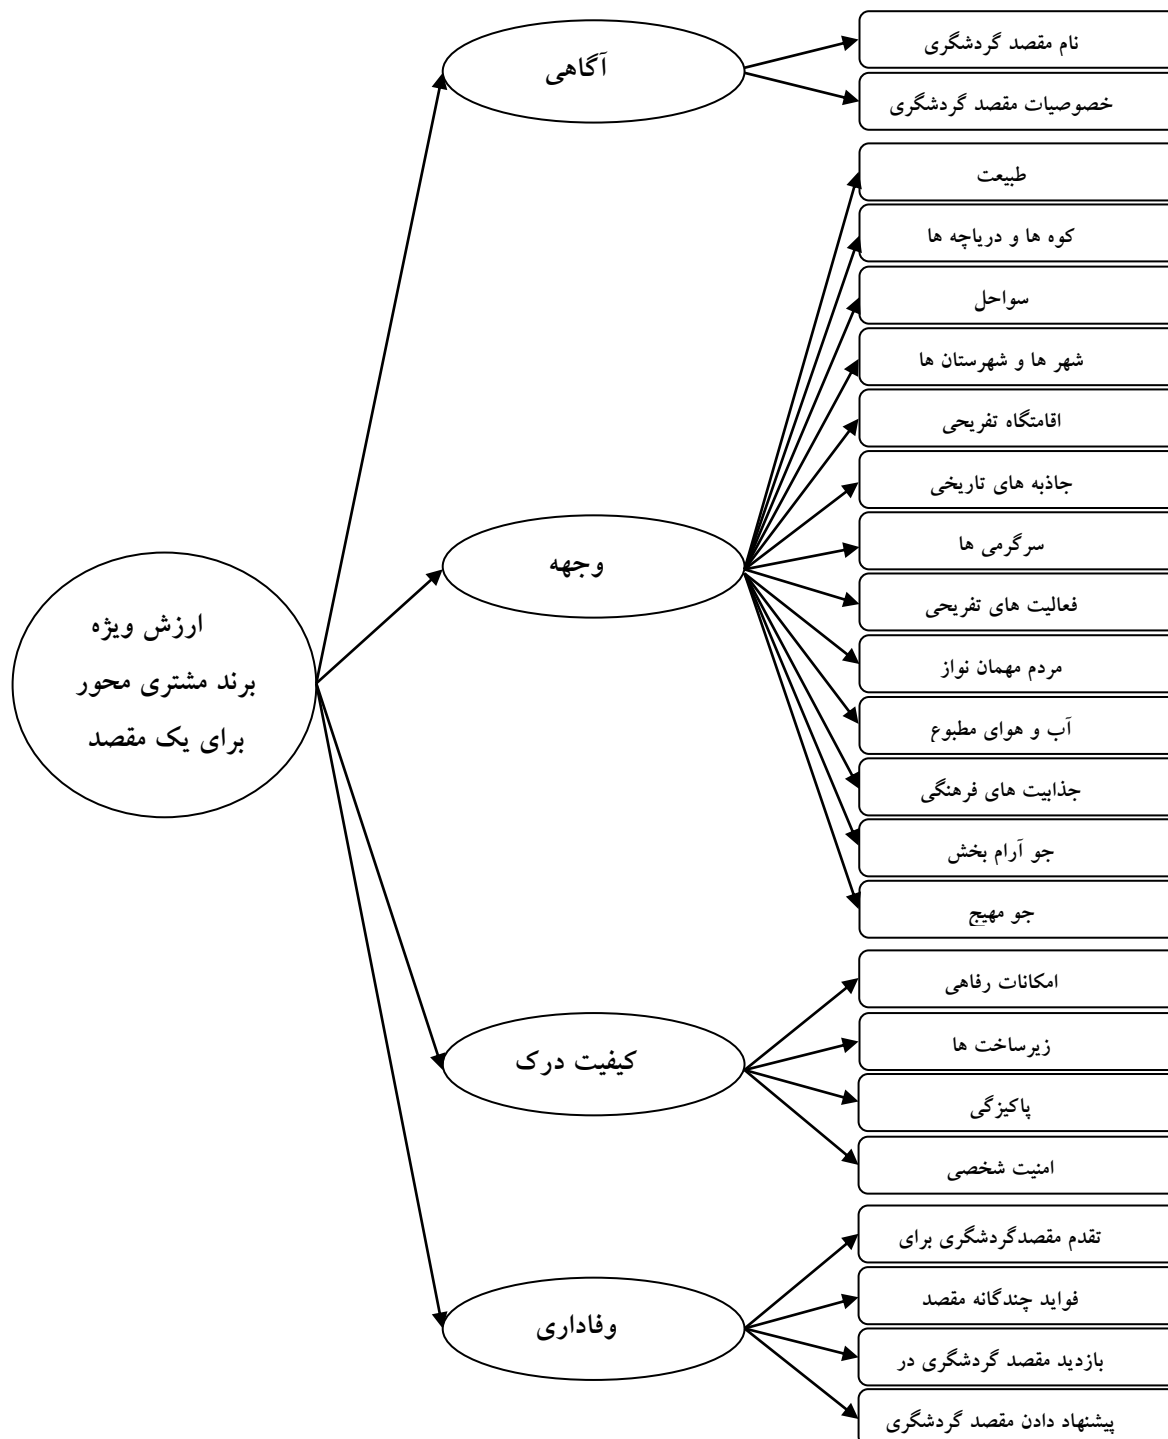 آگاهی
نام مقصد گردشگری
خصوصیات مقصد گردشگری
طبیعت
کوه ها و دریاچه ها
سواحل
شهر ها و شهرستان ها
اقامتگاه تفریحی
جاذبه های تاریخی
سرگرمی ها
فعالیت های تفریحی
مردم مهمان نواز
آب و هوای مطبوع
جذابیت های فرهنگی
جو آرام بخش
جو مهیج
وجهه
ارزش ویژه
برند مشتری محور
برای یک مقصد
امکانات رفاهی
زیرساخت ها
پاکیزگی
امنیت شخصی
کیفیت درک
تقدم مقصدگردشگری برای
فواید چندگانه مقصد
بازدید مقصد گردشگری در
پیشنهاد دادن مقصد گردشگری
وفاداری